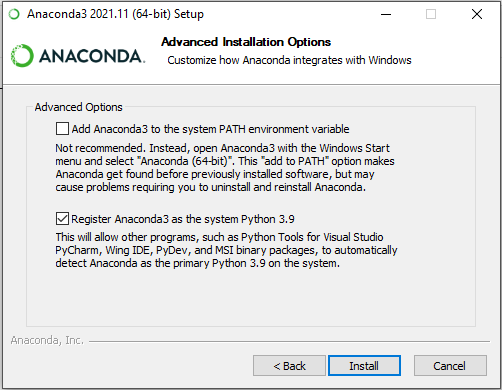 Anaconda3 2021.11 (64-bit) Setup
Advanced Installation Options
Customize how Anaconda integrates with Windows
ANACONDA.
Advanced Options
Add Anaconda3 to the system PATH environment variable
Not recommended. Instead, open Anaconda3 with the Windows Start
menu and select "Anaconda (64-bit)". This "add to PATH" option makes
Anaconda get found before previously installed software, but may
cause problems requiring you to uninstall and reinstall Anaconda.
Register Anaconda3 as the system Python 3.9
This will allow other programs, such as Python Tools for Visual Studio
PyCharm, Wing IDE, PyDev, and MSI binary packages, to automatically
detect Anaconda as the primary Python 3.9 on the system.
Anaconda, Inc.
< Back
Install
Cancel